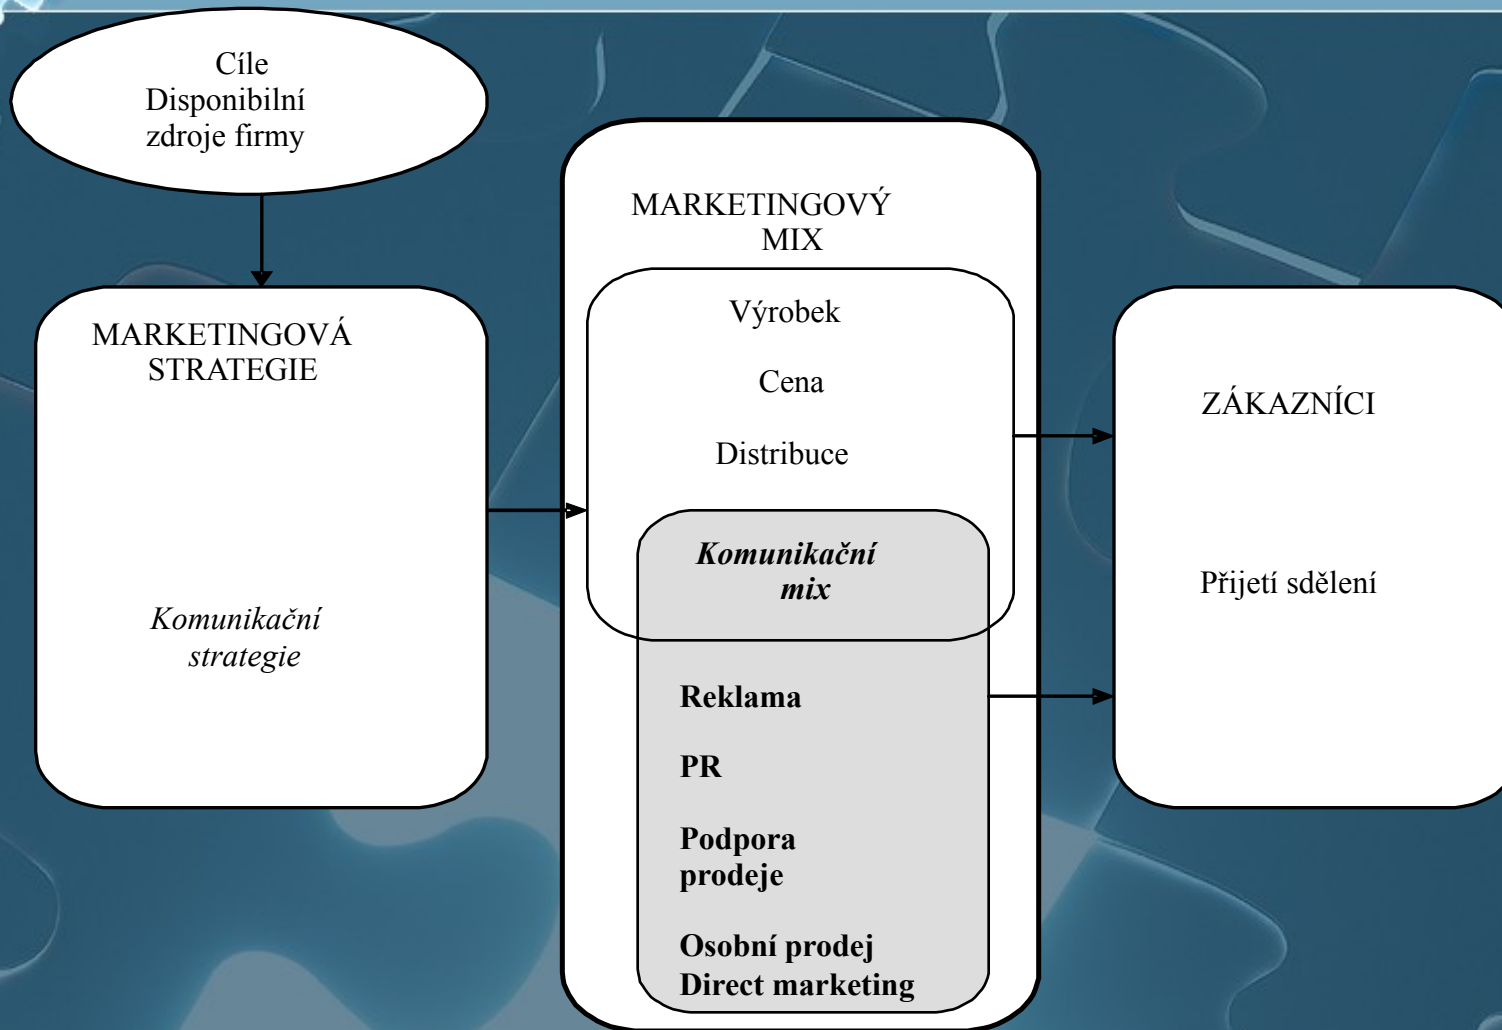 Cíle
Disponibilní
zdroje firmy
MARKETINGOVÁ
STRATEGIE
Komunikační
strategie
MARKETINGOVÝ
MIX
Výrobek
Cena
Distribuce
Komunikační
mix
Reklama
PR
Podpora
prodeje
Osobní prodej
Direct marketing
ZÁKAZNÍCI
Přijetí sdělení